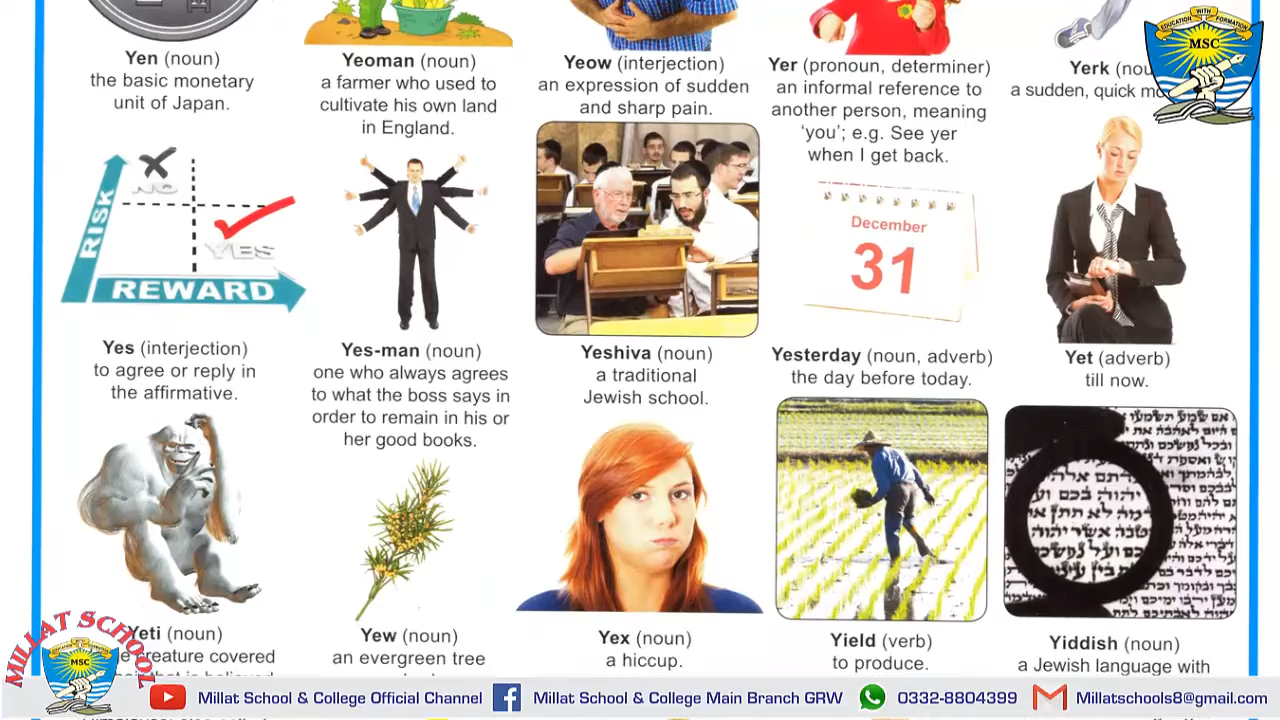 Yen (noun)
the basic monetary
unit of Japan.
Yeoman (noun)
a farmer who used to
cultivate his own land
in England.
Yeow (interjection)
an expression of sudden
and sharp pain.
Yer (pronoun, determiner)
an informal reference to
another person, meaning
‘you’; e.g. See yer
when I get back.
Yerk
a sudden, quick
EDUCATION WITH FORMATION
MSC
RISK
NO
YES
REWARD
December
31
Yes (interjection)
to agree or reply in
the affirmative.
Yes-man (noun)
one who always agrees
to what the boss says in
order to remain in his or
her good books.
Yeshiva (noun)
a traditional
Jewish school.
Yesterday (noun, adverb)
the day before today.
Yet (adverb)
till now.
Yeti (noun)
creature covered
Yew (noun)
an evergreen tree
Yex (noun)
a hiccup.
Yield (verb)
to produce.
Yiddish (noun)
a Jewish language with
MILLAT SCHOOL
MSC
Millat School & College Official Channel
Millat School & College Main Branch GRW
0332-8804399
Millatschools8@gmail.com